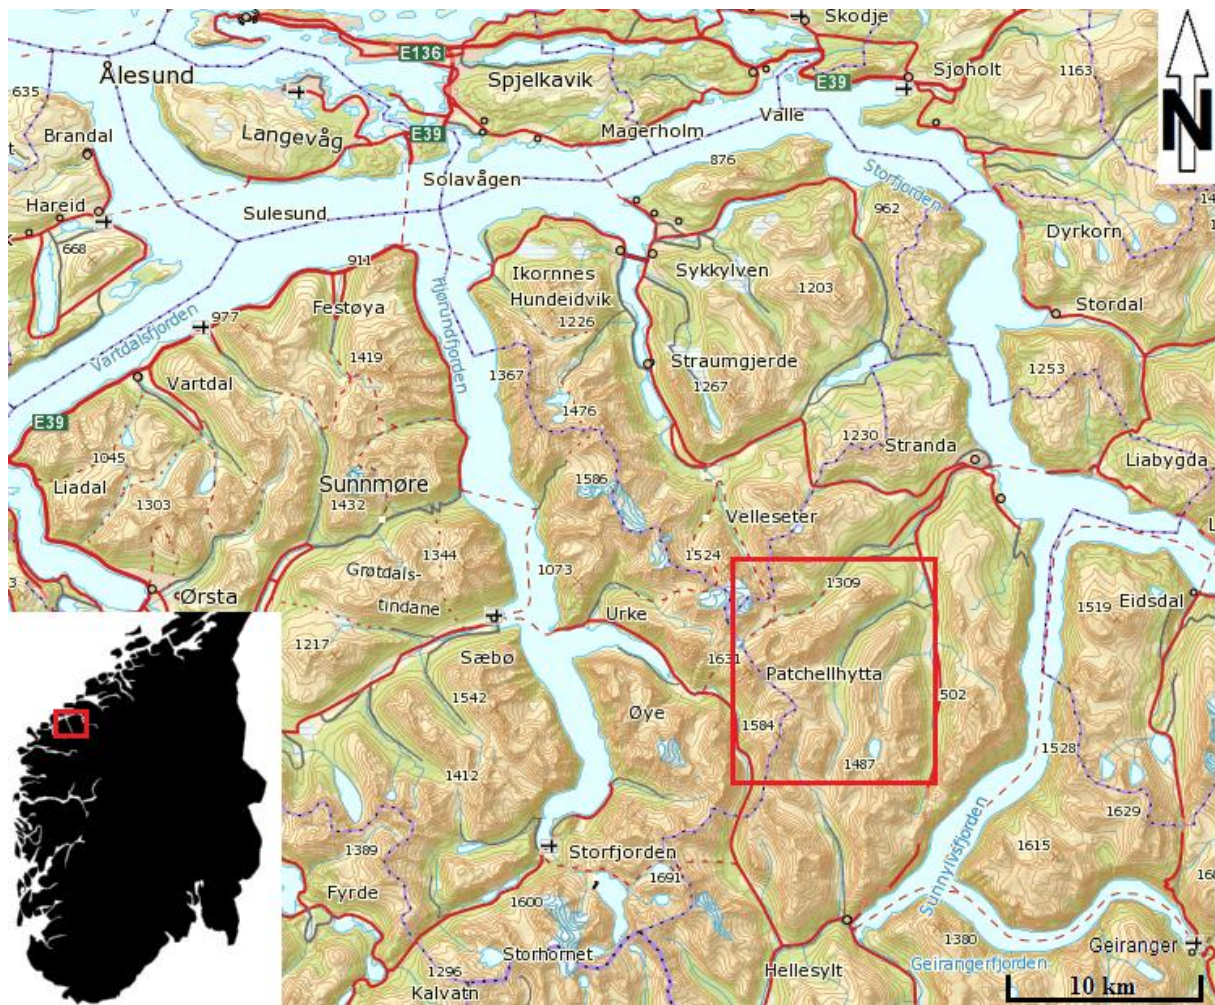 Skodje
E136
Ålesund
Spjelkavik
E39
Sjøholt
1163
635
Valle
Brandal
Langevåg
E39
Magerholm
876
Storfjorden
Solavågen
Hareid
Sulesund
962
668
Dyrkorn
911
Hjørundfjorden
Ikornnes
Sykkylven
Hundeidvik
1203
Festøya
Stordal
Vartdalsfjorden
977
1226
1419
Straumgjerde
Vartdal
1367
1267
1253
E39
1476
1230
Stranda
1045
Liabygda
Liadal
Sunnmøre
1586
1303
1432
Velleseter
1344
1524
Grøtdals-
tindane
1073
1309
Ørsta
Urke
1519
Eidsdal
1217
Sæbø
1631
Patchellhytta
1542
502
Øye
1584
1528
1412
1487
1629
Sunnylvsfjorden
1389
Storfjorden
1615
1691
Fyrde
1600
1380
Geiranger
Storhornet
Geirangerfjorden
1296
Hellesylt
10 km
Kalvatn
N